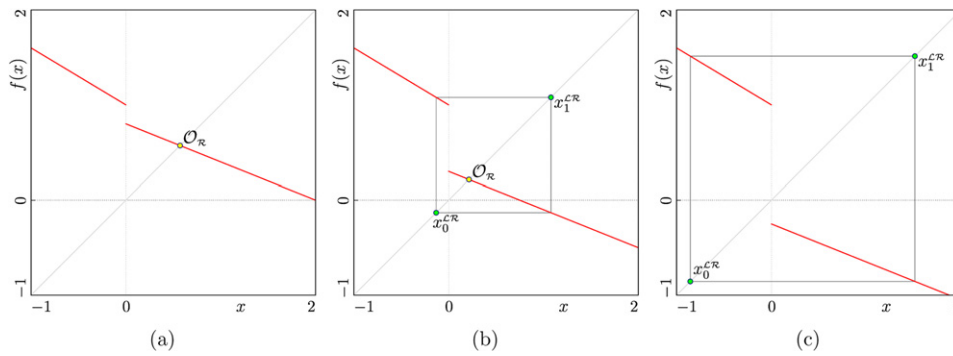 2
f(x)
0
−1
𝒪_ℛ
−1 0 x 2
(a)
2
f(x)
0
−1
x_1^{ℒℛ}
𝒪_ℛ
x_0^{ℒℛ}
−1 0 x 2
(b)
2
f(x)
0
−1
x_1^{ℒℛ}
x_0^{ℒℛ}
−1 0 x
(c)